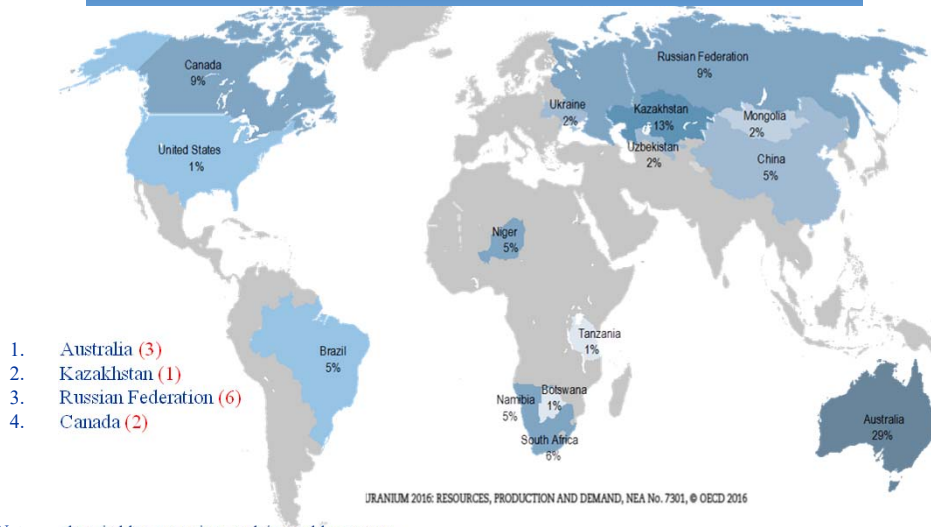 Canada
9%
Russian Federation
9%
Ukraine
2%
Kazakhstan
13%
Mongolia
2%
United States
1%
Uzbekistan
2%
China
5%
Niger
5%
Tanzania
1%
1. Australia (3)
2. Kazakhstan (1)
3. Russian Federation (6)
4. Canada (2)
Brazil
5%
Namibia
5%
Botswana
1%
South Africa
6%
Australia
29%
URANIUM 2016: RESOURCES, PRODUCTION AND DEMAND, NEA No. 7301, © OECD 2016